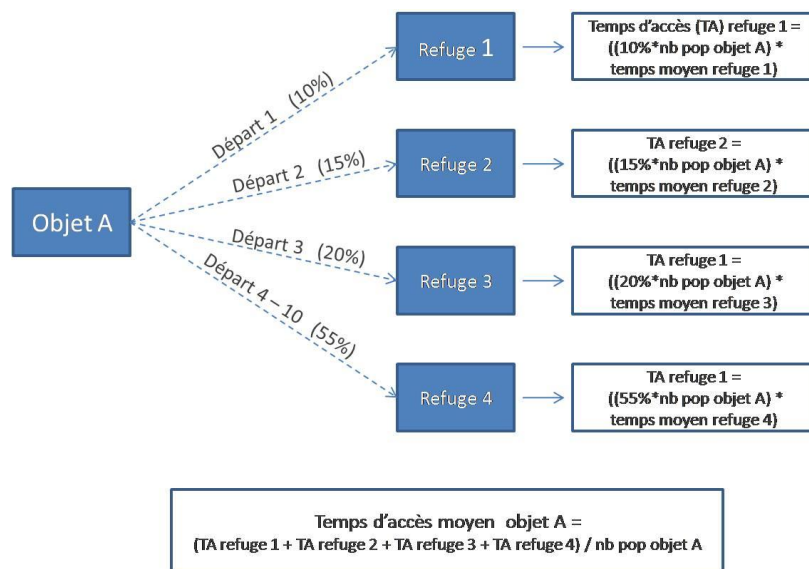 Objet A
Départ 1 (10%)
Départ 2 (15%)
Départ 3 (20%)
Départ 4 – 10 (55%)
Refuge 1
Temps d'accès (TA) refuge 1 =
((10%*nb pop objet A) *
temps moyen refuge 1)
Refuge 2
TA refuge 2 =
((15%*nb pop objet A) *
temps moyen refuge 2)
Refuge 3
TA refuge 1 =
((20%*nb pop objet A) *
temps moyen refuge 3)
Refuge 4
TA refuge 1 =
((55%*nb pop objet A) *
temps moyen refuge 4)
Temps d'accès moyen objet A =
(TA refuge 1 + TA refuge 2 + TA refuge 3 + TA refuge 4) / nb pop objet A